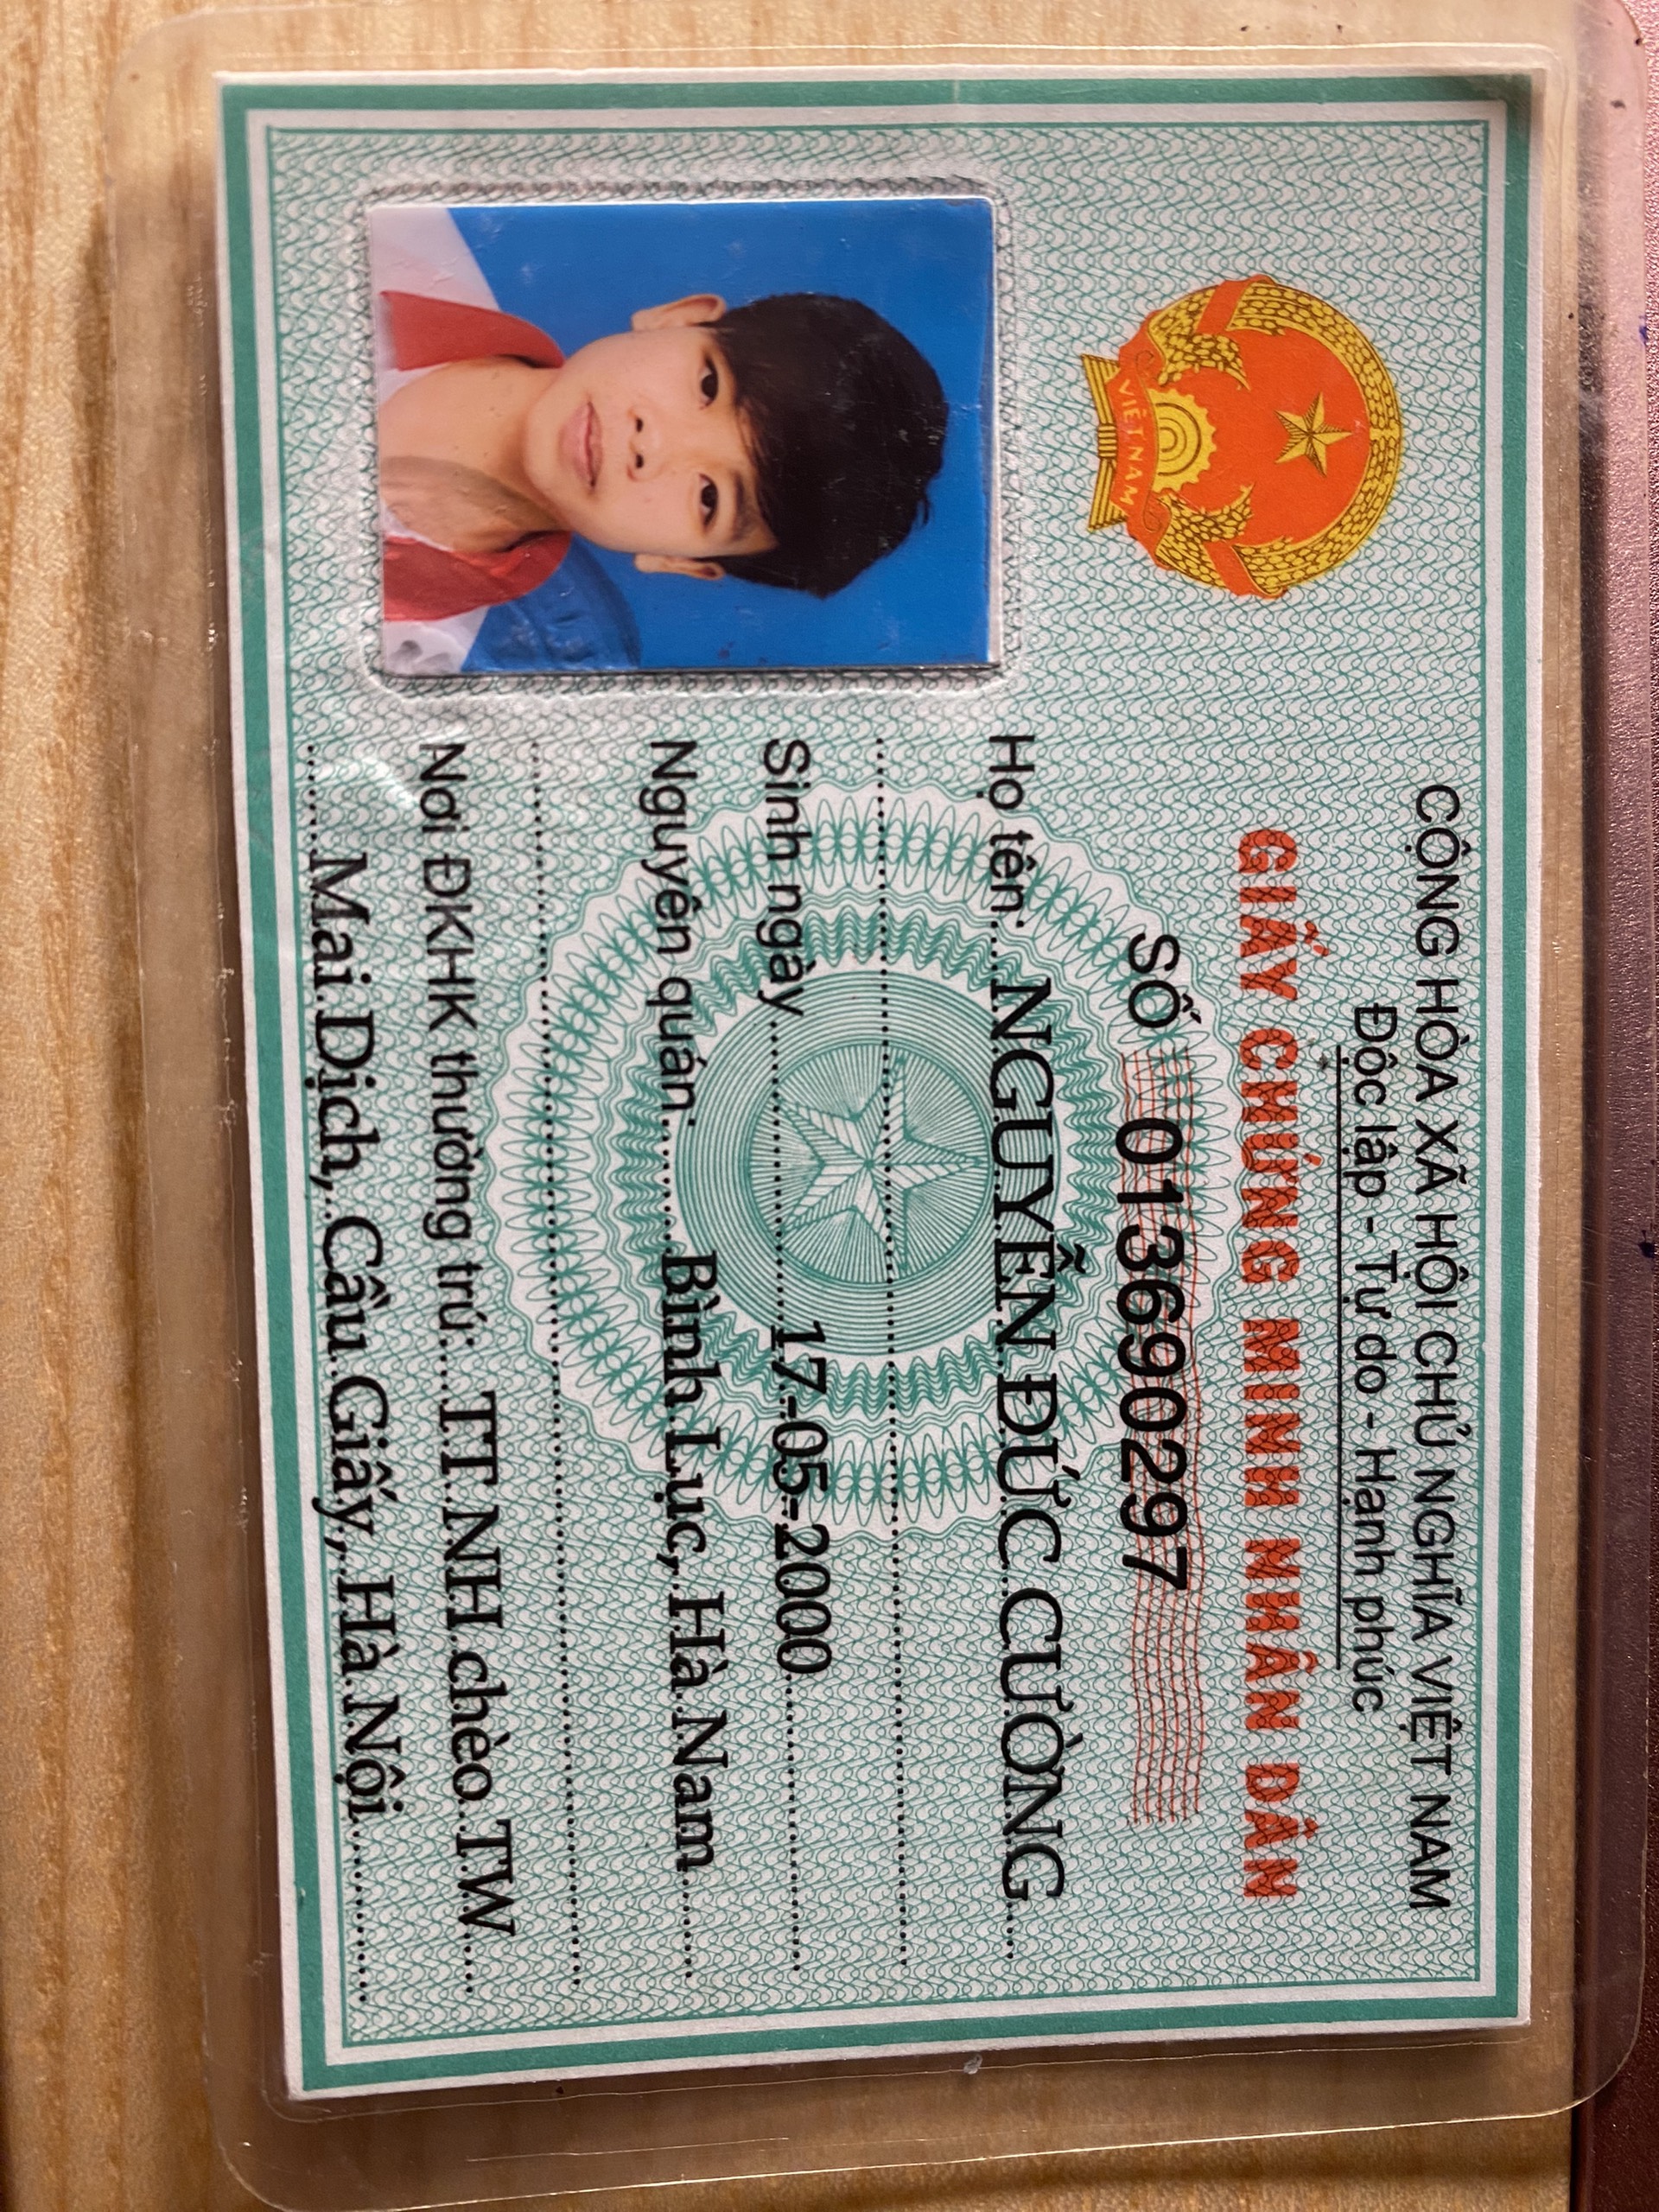 CỘNG HÒA XÃ HỘI CHỦ NGHĨA VIỆT NAM
Độc lập - Tự do - Hạnh phúc
GIẤY CHỨNG MINH NHÂN DÂN
SỐ 013690297
VIỆT NAM
Họ tên: NGUYỄN ĐỨC CƯỜNG
Sinh ngày 17-05-2000
Nguyên quán: Bình Lục, Hà Nam
Nơi ĐKHK thường trú: TT NH chèo TW
Mai Dịch, Cầu Giấy, Hà Nội